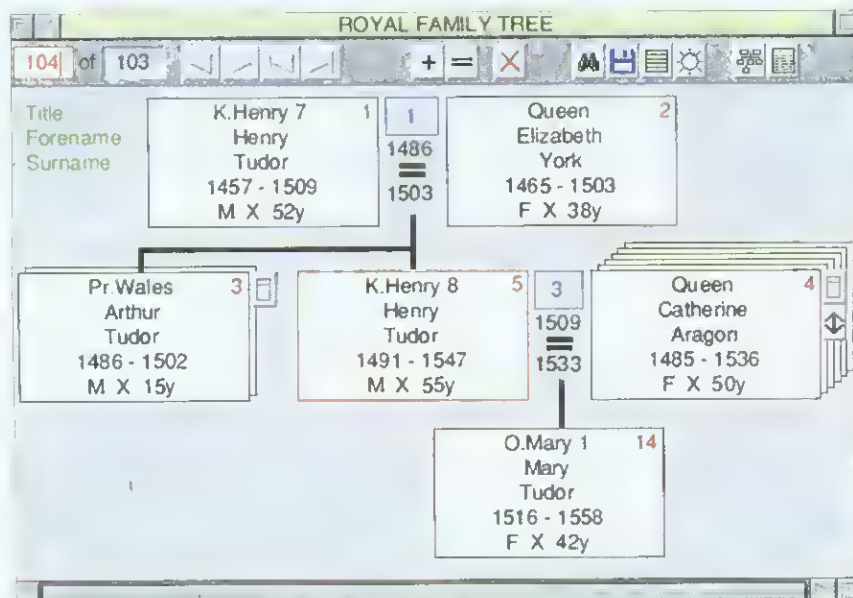 ROYAL FAMILY TREE
104 of 103
Title
Forename
Surname
K.Henry 7 1
Henry
Tudor
1457 - 1509
M X 52y
1
1486
1503
Queen 2
Elizabeth
York
1465 - 1503
F X 38y
Pr.Wales 3
Arthur
Tudor
1486 - 1502
M X 15y
K.Henry 8 5
Henry
Tudor
1491 - 1547
M X 55y
3
1509
1533
Queen 4
Catherine
Aragon
1485 - 1536
F X 50y
Q.Mary 1 14
Mary
Tudor
1516 - 1558
F X 42y